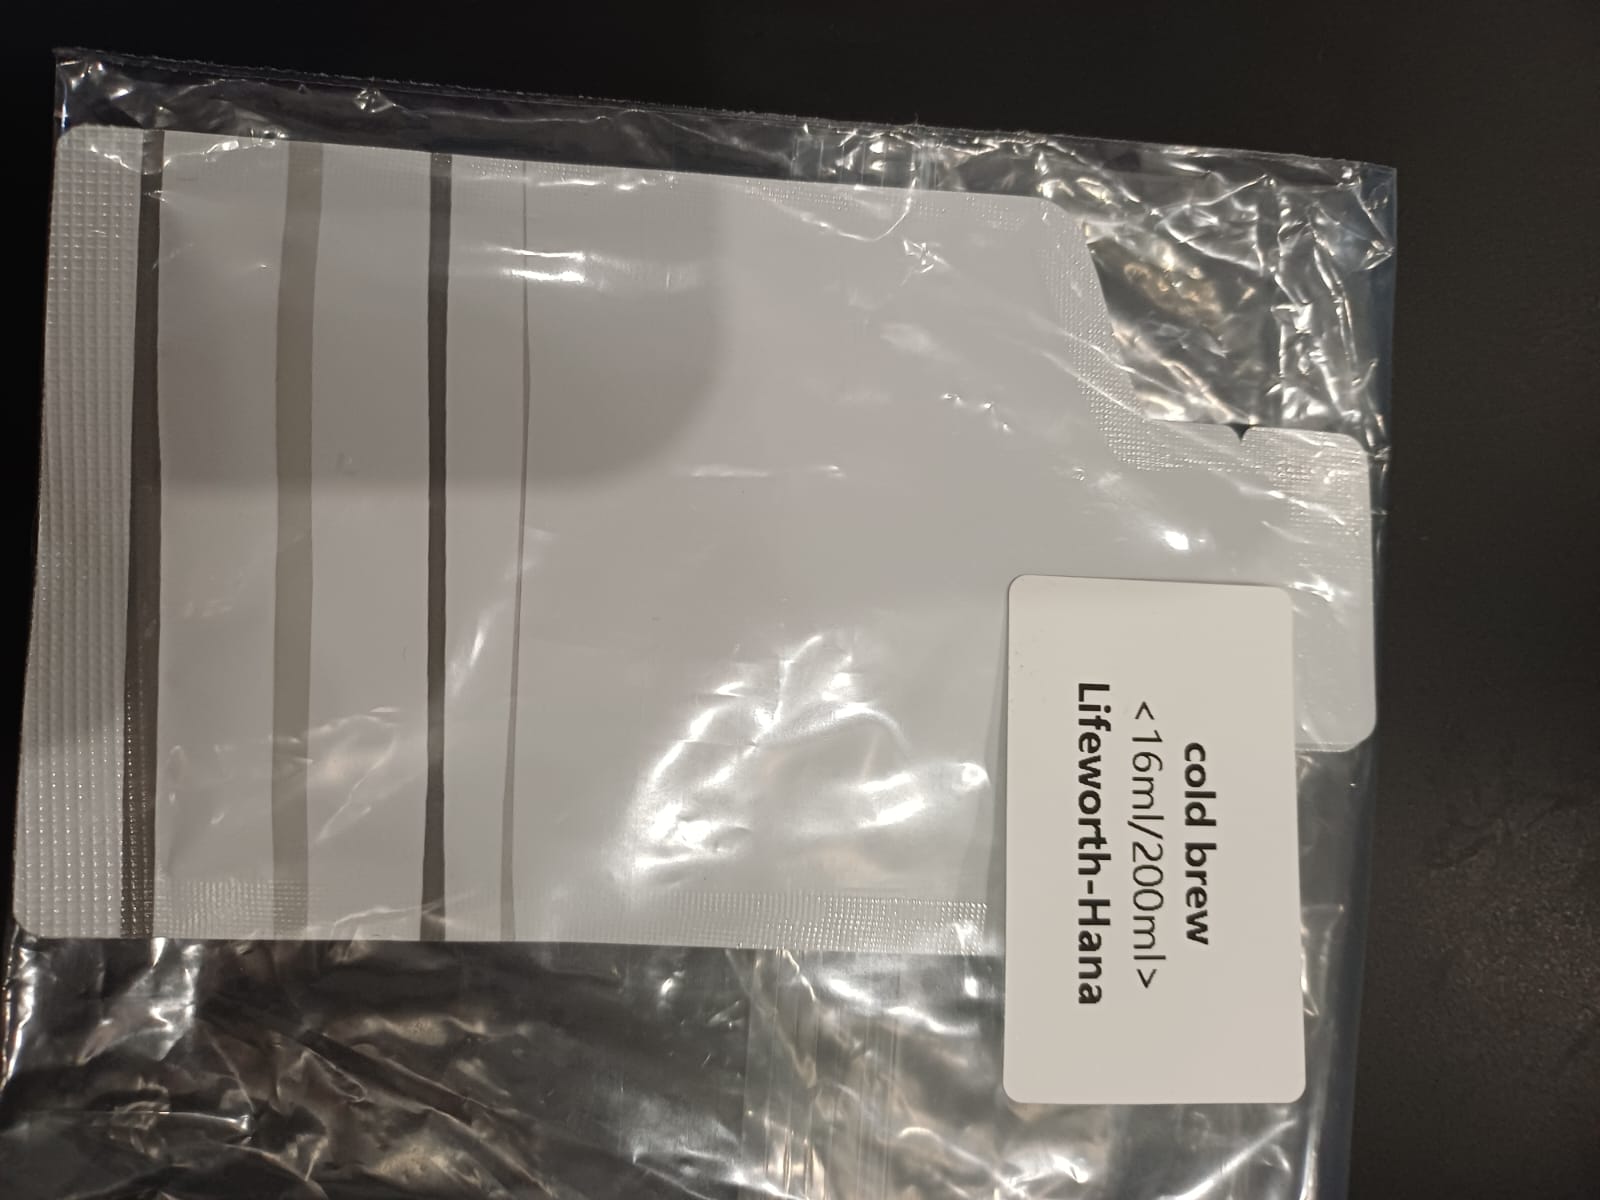 cold brew
<16ml/200ml>
Lifeworth-Hana